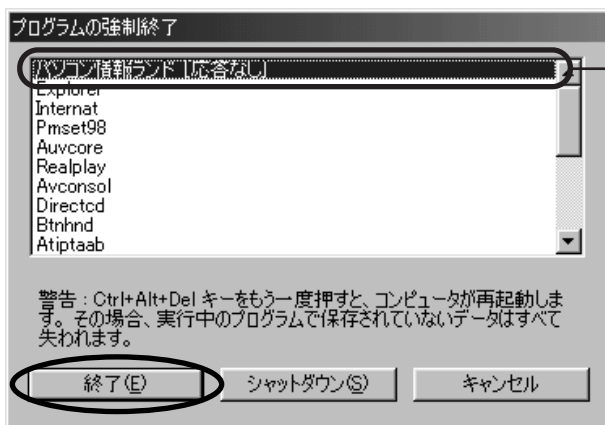 プログラムの強制終了
パソコン情報ランド [応答なし]
Explorer
Internat
Pmset98
Auvcore
Realplay
Avconsol
Directcd
Btnhnd
Atiptaab
警告 : Ctrl+Alt+Del キーをもう一度押すと、コンピュータが再起動しま
す。その場合、実行中のプログラムで保存されていないデータはすべて
失われます。
終了(E)
シャットダウン(S)
キャンセル